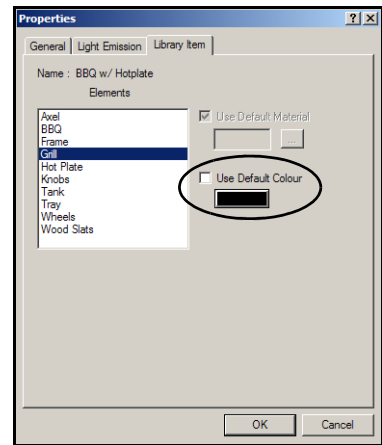 Properties
General Light Emission Library Item
Name : BBQ w/ Hotplate
Elements
Axel
BBQ
Frame
Grill
Hot Plate
Knobs
Tank
Tray
Wheels
Wood Slats
Use Default Material
...
Use Default Colour
OK Cancel